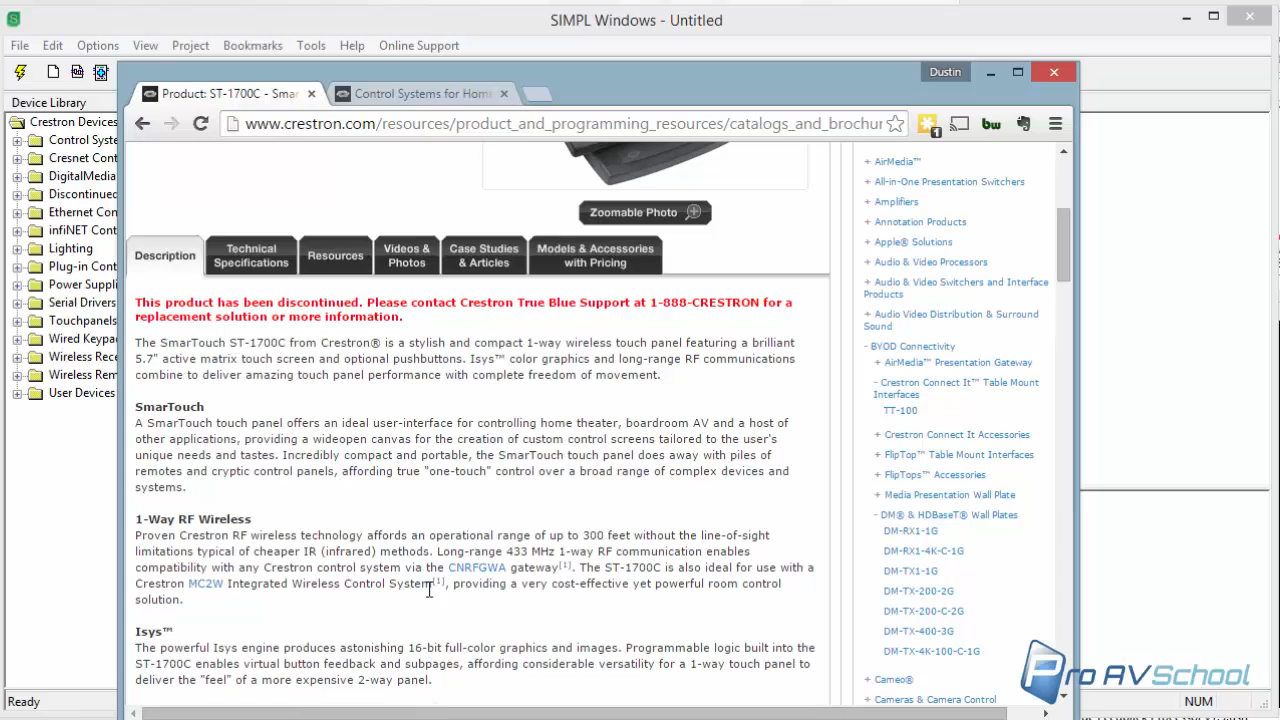 SIMPL Windows - Untitled
File Edit Options View Project Bookmarks Tools Help Online Support
Device Library
Crestron Devices
Control Syste
Cresnet Cont
DigitalMedia
Discontinued
Ethernet Con
infiNET Contr
Lighting
Plug-in Contr
Power Suppli
Serial Drivers
Touchpanels
Wired Keypa
Wireless Rece
Wireless Rem
User Devices
Ready
Dustin
Product: ST-1700C - Smar
Control Systems for Hom
www.crestron.com/resources/product_and_programming_resources/catalogs_and_brochur
1
Zoomable Photo
Description
Technical Specifications
Resources
Videos & Photos
Case Studies & Articles
Models & Accessories with Pricing
This product has been discontinued. Please contact Crestron True Blue Support at 1-888-CRESTRON for a
replacement solution or more information.
The SmarTouch ST-1700C from Crestron® is a stylish and compact 1-way wireless touch panel featuring a brilliant
5.7" active matrix touch screen and optional pushbuttons. Isys™ color graphics and long-range RF communications
combine to deliver amazing touch panel performance with complete freedom of movement.
SmarTouch
A SmarTouch touch panel offers an ideal user-interface for controlling home theater, boardroom AV and a host of
other applications, providing a wideopen canvas for the creation of custom control screens tailored to the user's
unique needs and tastes. Incredibly compact and portable, the SmarTouch touch panel does away with piles of
remotes and cryptic control panels, affording true "one-touch" control over a broad range of complex devices and
systems.
1-Way RF Wireless
Proven Crestron RF wireless technology affords an operational range of up to 300 feet without the line-of-sight
limitations typical of cheaper IR (infrared) methods. Long-range 433 MHz 1-way RF communication enables
compatibility with any Crestron control system via the CNRFGWA gateway[1]. The ST-1700C is also ideal for use with a
Crestron MC2W Integrated Wireless Control System[1], providing a very cost-effective yet powerful room control
solution.
Isys™
The powerful Isys engine produces astonishing 16-bit full-color graphics and images. Programmable logic built into the
ST-1700C enables virtual button feedback and subpages, affording considerable versatility for a 1-way touch panel to
deliver the "feel" of a more expensive 2-way panel.
+ AirMedia™
+ All-in-One Presentation Switchers
+ Amplifiers
+ Annotation Products
+ Apple® Solutions
+ Audio & Video Processors
+ Audio & Video Switchers and Interface
Products
+ Audio Video Distribution & Surround
Sound
- BYOD Connectivity
+ AirMedia™ Presentation Gateway
- Crestron Connect It™ Table Mount
Interfaces
TT-100
+ Crestron Connect It Accessories
+ FlipTop™ Table Mount Interfaces
+ FlipTops™ Accessories
+ Media Presentation Wall Plate
- DM® & HDBaseT® Wall Plates
DM-RX1-1G
DM-RX1-4K-C-1G
DM-TX1-1G
DM-TX-200-2G
DM-TX-200-C-2G
DM-TX-400-3G
DM-TX-4K-100-C-1G
+ Cameo®
+ Cameras & Camera Control
Pro AVSchool
NUM